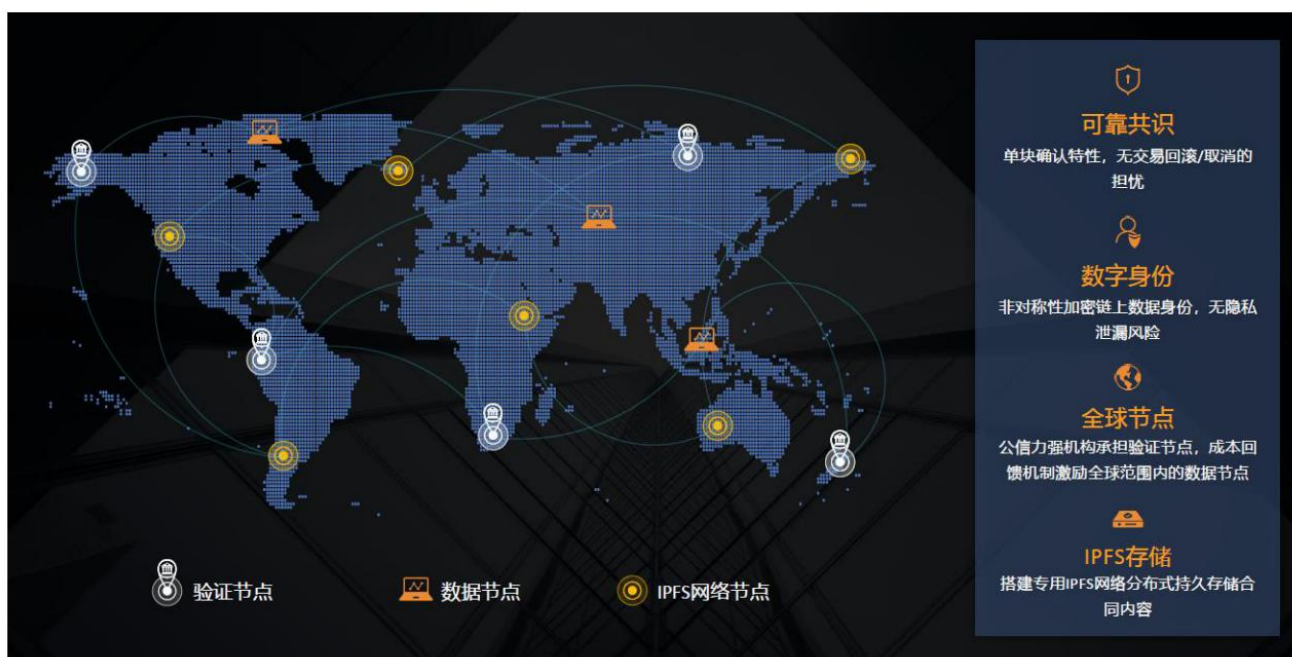 可靠共识
单块确认特性，无交易回滚/取消的
担忧
数字身份
非对称性加密链上数据身份，无隐私
泄漏风险
全球节点
公信力强机构承担验证节点，成本回
馈机制激励全球范围内的数据节点
IPFS存储
搭建专用IPFS网络分布式持久存储合
同内容
验证节点
数据节点
IPFS网络节点